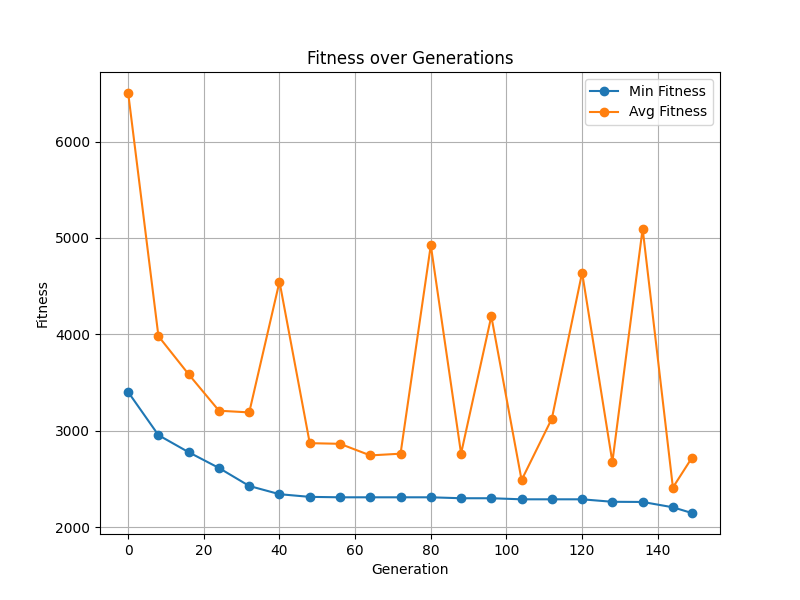 Fitness over Generations
Min Fitness
Avg Fitness
6000
5000
4000
3000
2000
Fitness
0 20 40 60 80 100 120 140
Generation